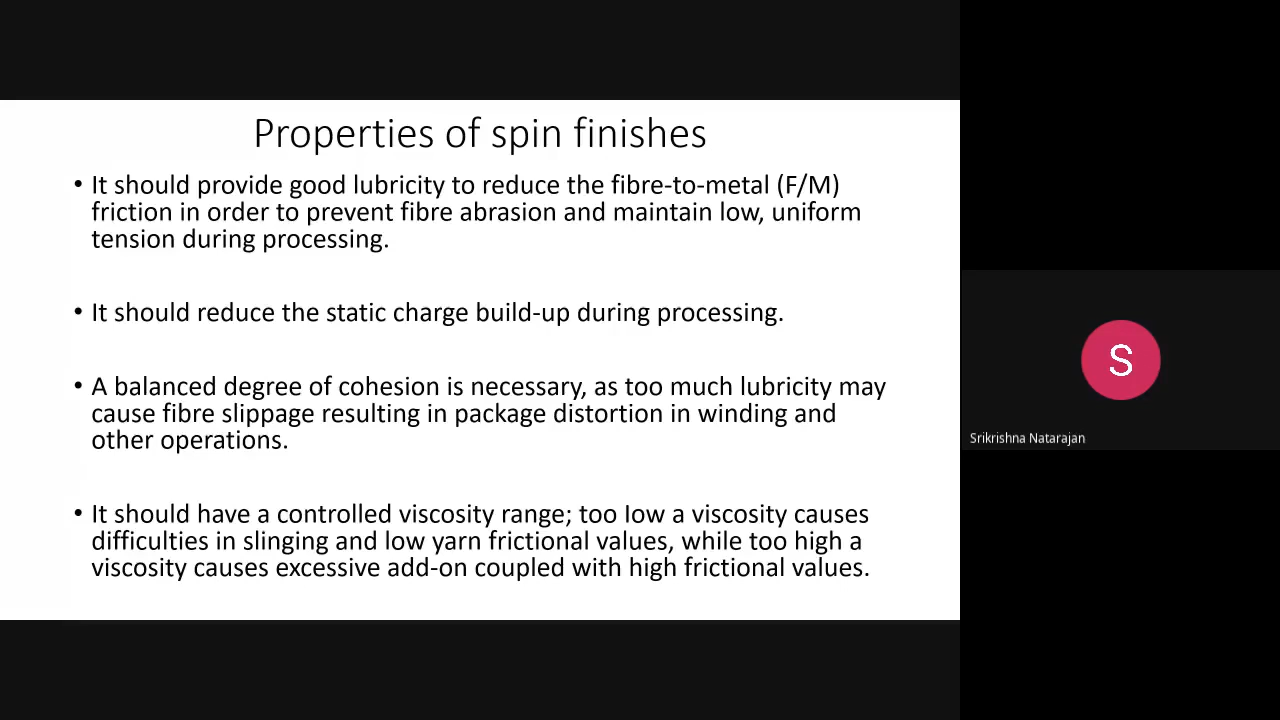 Properties of spin finishes
• It should provide good lubricity to reduce the fibre-to-metal (F/M)
friction in order to prevent fibre abrasion and maintain low, uniform
tension during processing.
• It should reduce the static charge build-up during processing.
• A balanced degree of cohesion is necessary, as too much lubricity may
cause fibre slippage resulting in package distortion in winding and
other operations.
• It should have a controlled viscosity range; too low a viscosity causes
difficulties in slinging and low yarn frictional values, while too high a
viscosity causes excessive add-on coupled with high frictional values.
S
Srikrishna Natarajan